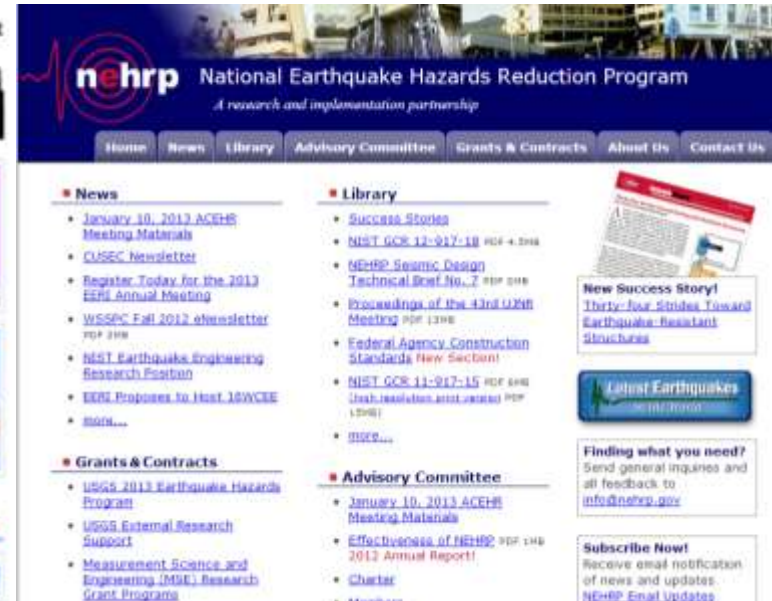 nehrp National Earthquake Hazards Reduction Program
A research and implementation partnership
Home News Library Advisory Committee Grants & Contracts About Us Contact Us
News
January 10, 2013 ACEHR
Meeting Materials
CUSEC Newsletter
Register Today for the 2013
EERI Annual Meeting
WSSPC Fall 2012 eNewsletter
PDF 2MB
NIST Earthquake Engineering
Research Position
EERI Proposes to Host 16WCEE
more...
Grants & Contracts
USGS 2013 Earthquake Hazards
Program
USGS External Research
Support
Measurement Science and
Engineering (MSE) Research
Grant Programs
Library
Success Stories
NIST GCR 12-917-18 PDF 4.5MB
NEHRP Seismic Design
Technical Brief No. 7 PDF
Proceedings of the 43rd UJNR
Meeting PDF 13MB
Federal Agency Construction
Standards New Section!
NIST GCR 11-917-15 PDF 6MB
(high resolution print version) PDF
15MB)
more...
Advisory Committee
January 10, 2013 ACEHR
Meeting Materials
Effectiveness of NEHRP PDF 1MB
2012 Annual Report!
Charter
Members
New Success Story!
Thirty-four Strides Toward
Earthquake-Resistant
Structures
Latest Earthquakes
Finding what you need?
Send general inquiries and
all feedback to
info@nehrp.gov
Subscribe Now!
Receive email notification
of news and updates
NEHRP Email Updates